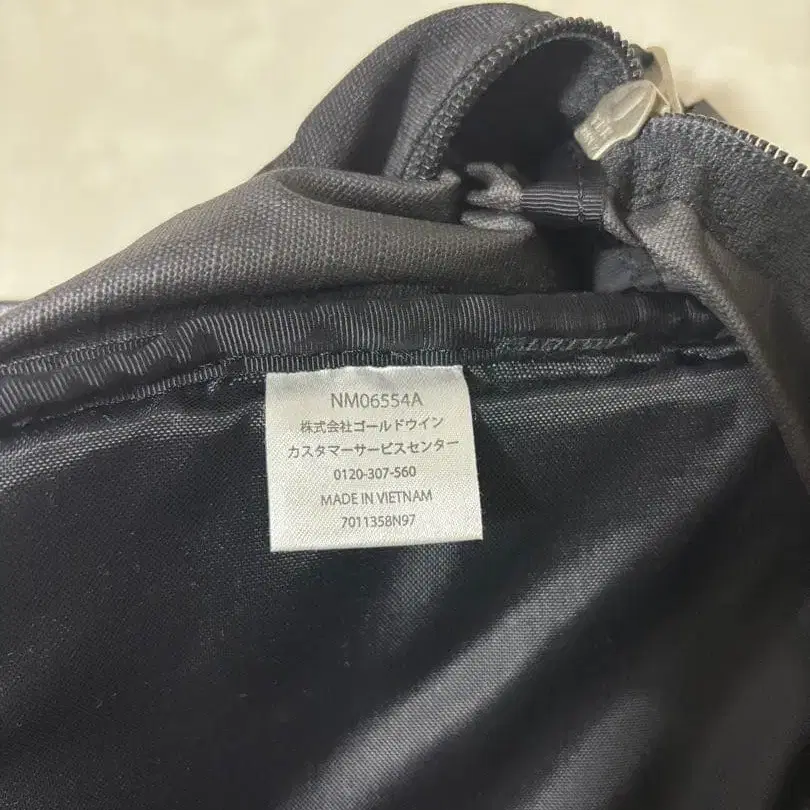 NM06554A
株式会社ゴールドウイン
カスタマーサービスセンター
0120-307-560
MADE IN VIETNAM
7011358N97